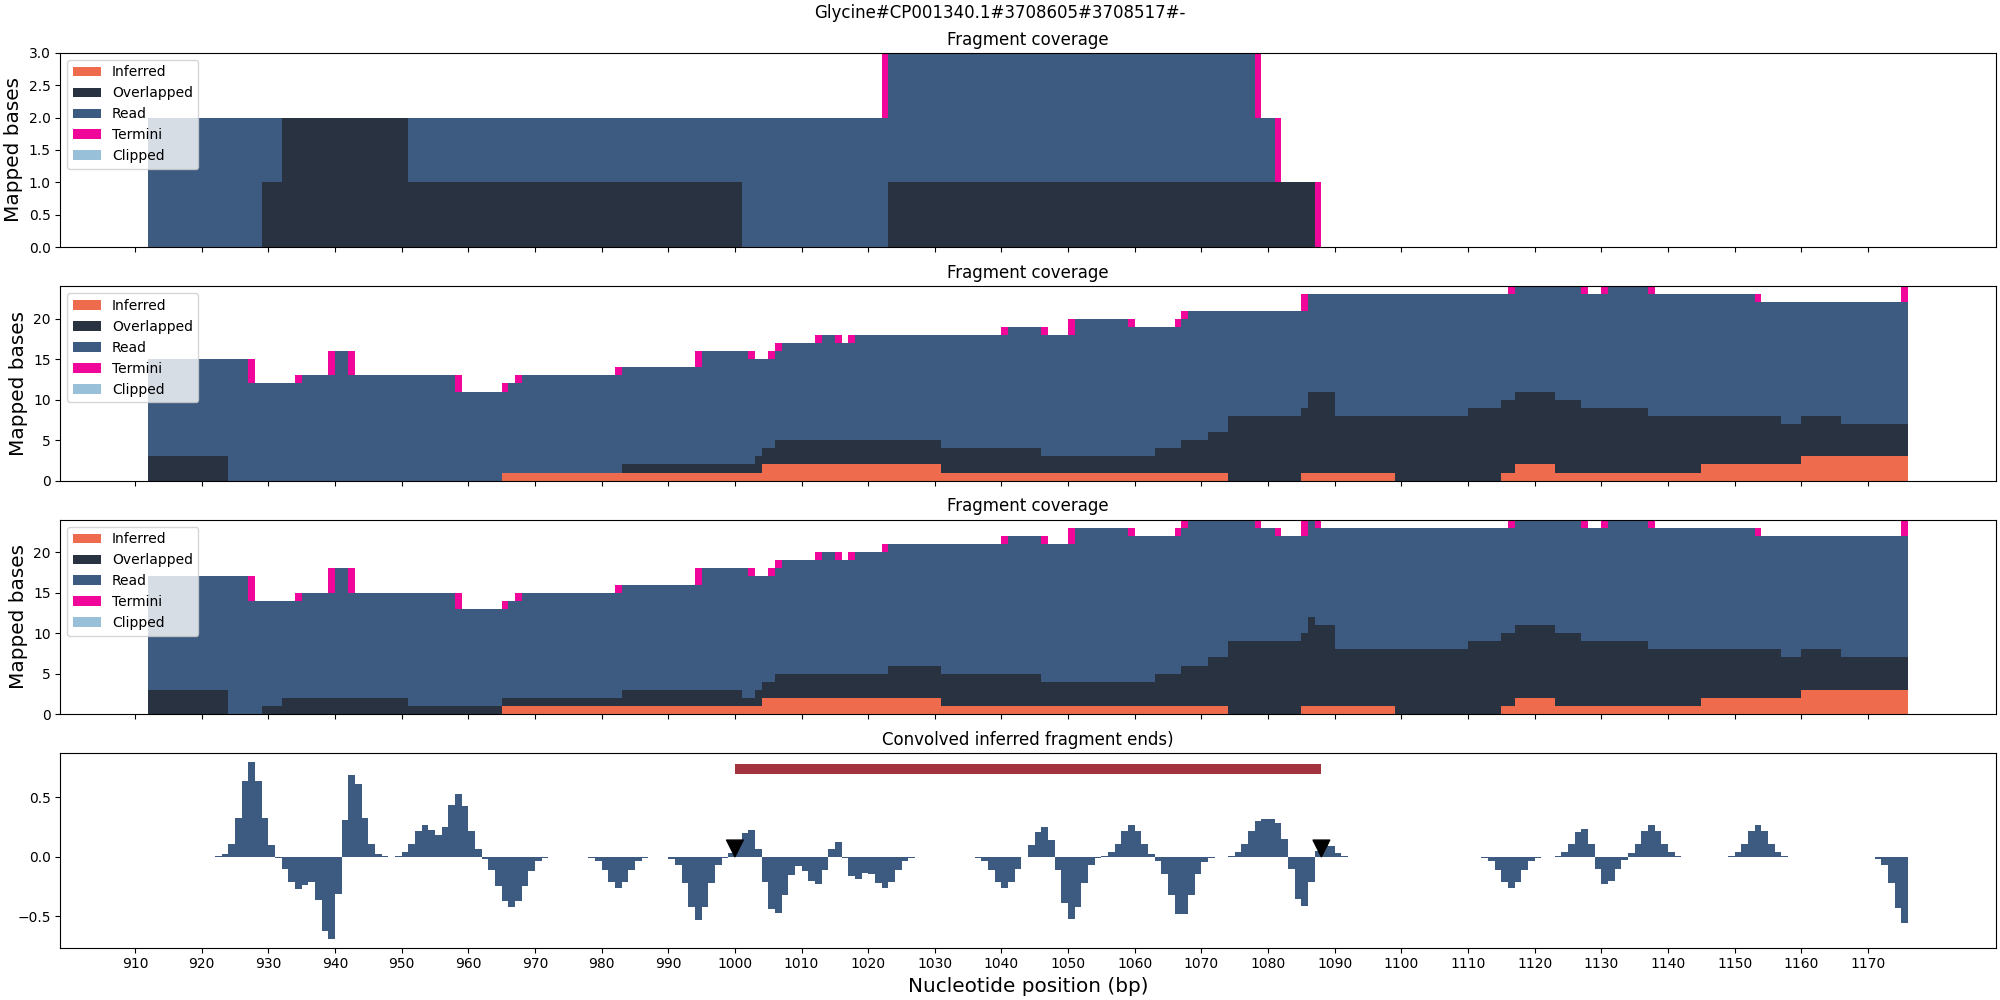 Glycine#CP001340.1#3708605#3708517#-
Fragment coverage
Mapped bases
3.0
2.5
2.0
1.5
1.0
0.5
0.0
Inferred
Overlapped
Read
Termini
Clipped
Fragment coverage
Mapped bases
20
15
10
5
0
Inferred
Overlapped
Read
Termini
Clipped
Fragment coverage
Mapped bases
20
15
10
5
0
Inferred
Overlapped
Read
Termini
Clipped
Convolved inferred fragment ends)
0.5
0.0
−0.5
910 920 930 940 950 960 970 980 990 1000 1010 1020 1030 1040 1050 1060 1070 1080 1090 1100 1110 1120 1130 1140 1150 1160 1170
Nucleotide position (bp)